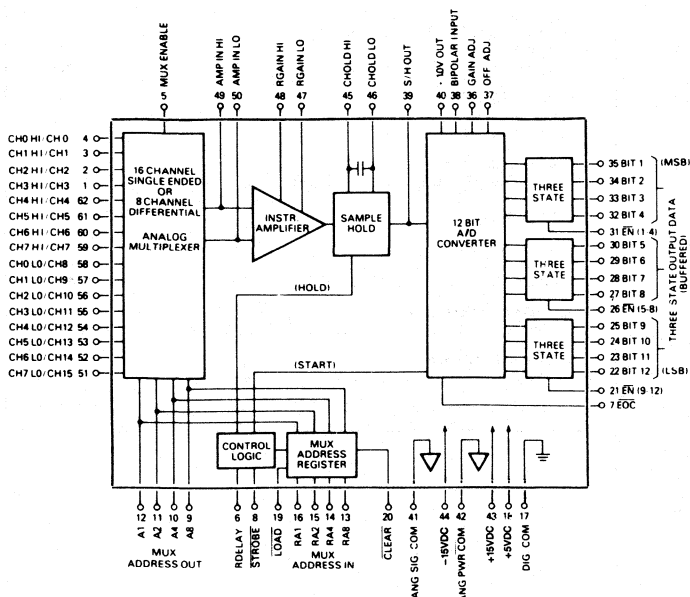 MUX ENABLE
5
AMP IN HI
49
AMP IN LO
50
RGAIN HI
48
RGAIN LO
47
CHOLD HI
45
CHOLD LO
46
S/H OUT
39
- 10V OUT
40
BIPOLAR INPUT
38
GAIN ADJ
36
OFF ADJ
37
CH0 HI/CH 0 4
CH1 HI/CH1 3
CH2 HI/CH2 2
CH3 HI/CH3 1
CH4 HI/CH4 62
CH5 HI/CH5 61
CH6 HI/CH6 60
CH7 HI/CH7 59
CH0 LO/CH8 58
CH1 LO/CH9 57
CH2 LO/CH10 56
CH3 LO/CH11 55
CH4 LO/CH12 54
CH5 LO/CH13 53
CH6 LO/CH14 52
CH7 LO/CH15 51
16 CHANNEL
SINGLE ENDED
OR
8 CHANNEL
DIFFERENTIAL
ANALOG
MULTIPLEXER
INSTR.
AMPLIFIER
SAMPLE
HOLD
12 BIT
A/D
CONVERTER
THREE
STATE
THREE
STATE
THREE
STATE
35 BIT 1 (MSB)
34 BIT 2
33 BIT 3
32 BIT 4
31 EN (1-4)
30 BIT 5
29 BIT 6
28 BIT 7
27 BIT 8
26 EN (5-8)
25 BIT 9
24 BIT 10
23 BIT 11
22 BIT 12 (LSB)
21 EN (9-12)
7 EOC
THREE STATE OUTPUT DATA
(BUFFERED)
(HOLD)
(START)
CONTROL
LOGIC
MUX
ADDRESS
REGISTER
12
A1
11
A2
10
A4
9
A8
MUX
ADDRESS OUT
6
RDELAY
8
STROBE
19
LOAD
16
RA1
15
RA2
14
RA4
13
RA8
MUX
ADDRESS IN
20
CLEAR
41
ANG SIG COM
44
-15VDC
42
ANG PWR COM
43
+15VDC
+5VDC
17
DIG COM